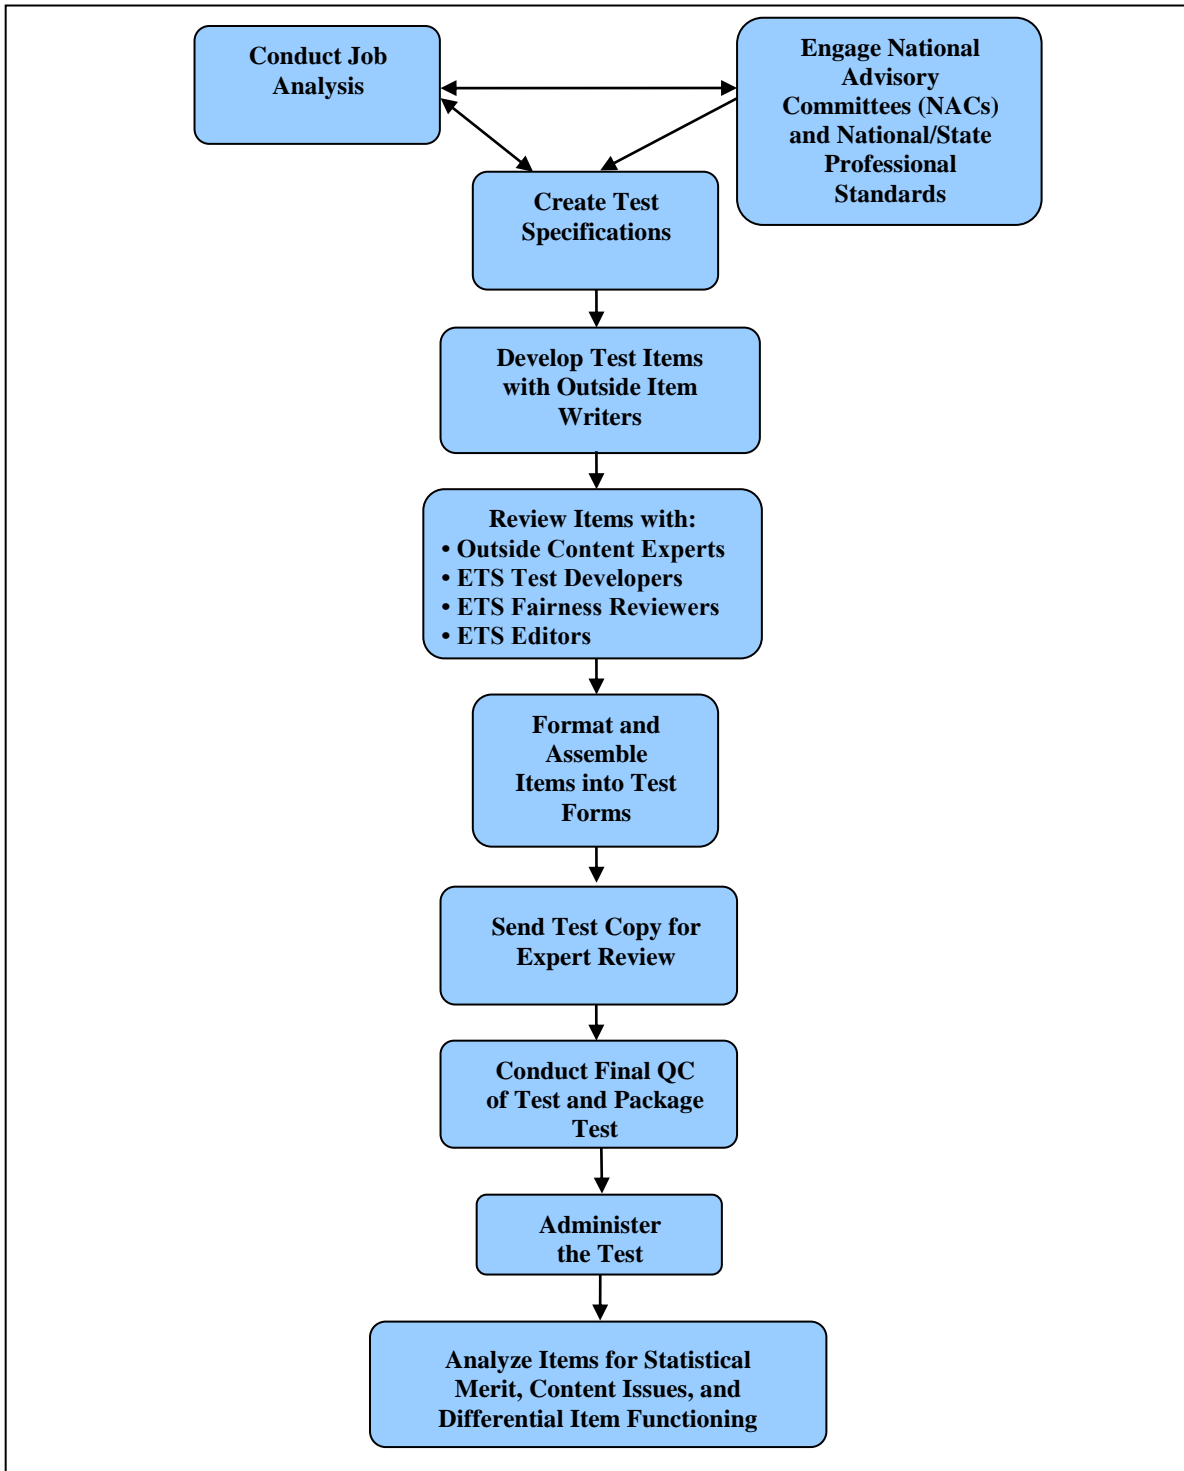 Conduct Job
Analysis
Engage National
Advisory
Committees (NACs)
and National/State
Professional
Standards
Create Test
Specifications
Develop Test Items
with Outside Item
Writers
Review Items with:
• Outside Content Experts
• ETS Test Developers
• ETS Fairness Reviewers
• ETS Editors
Format and
Assemble
Items into Test
Forms
Send Test Copy for
Expert Review
Conduct Final QC
of Test and Package
Test
Administer
the Test
Analyze Items for Statistical
Merit, Content Issues, and
Differential Item Functioning